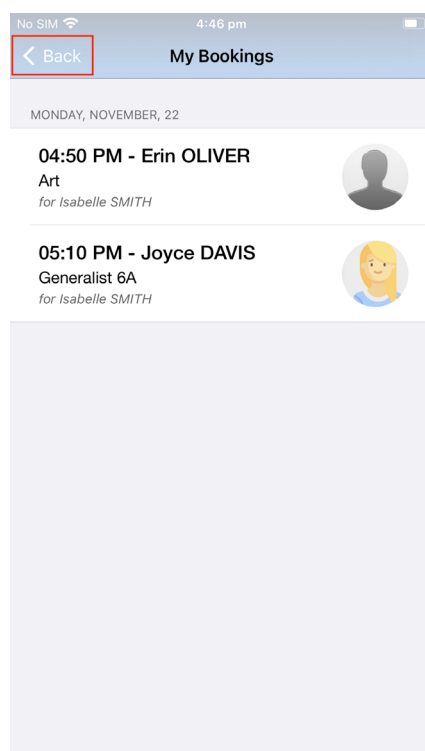 No SIM 4:46 pm
Back My Bookings
MONDAY, NOVEMBER, 22
04:50 PM - Erin OLIVER
Art
for Isabelle SMITH
05:10 PM - Joyce DAVIS
Generalist 6A
for Isabelle SMITH